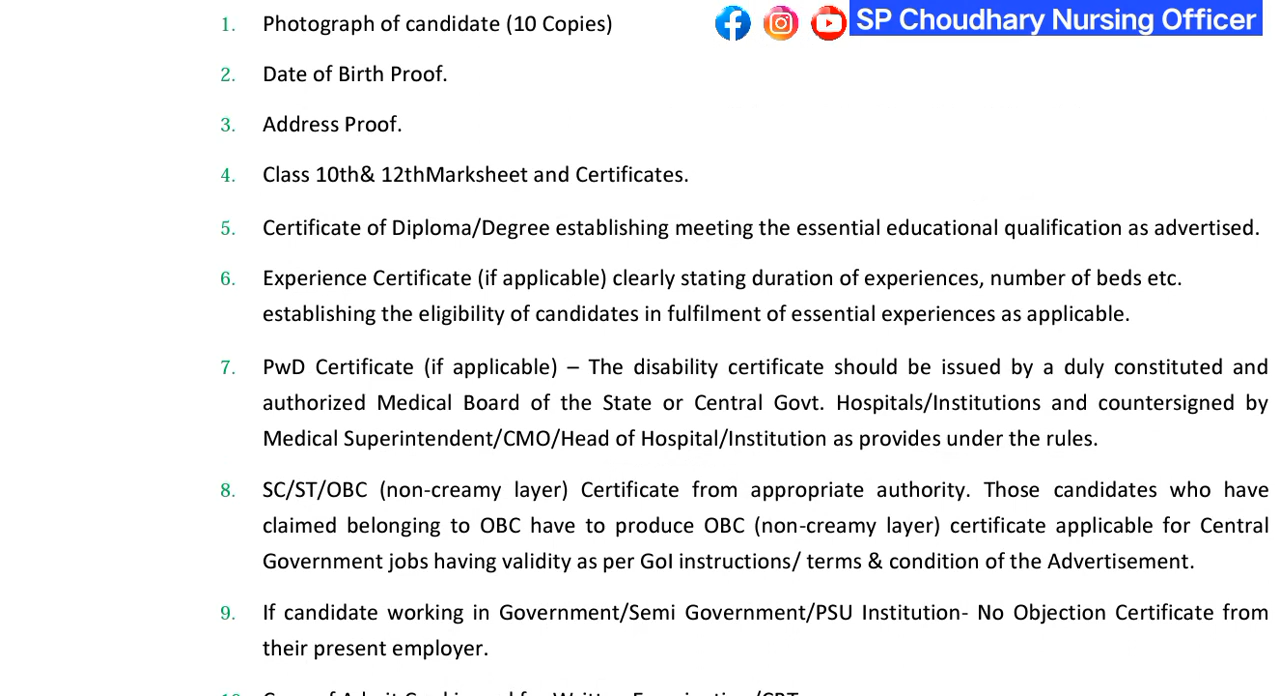 1. Photograph of candidate (10 Copies)
SP Choudhary Nursing Officer
2. Date of Birth Proof.
3. Address Proof.
4. Class 10th& 12thMarksheet and Certificates.
5. Certificate of Diploma/Degree establishing meeting the essential educational qualification as advertised.
6. Experience Certificate (if applicable) clearly stating duration of experiences, number of beds etc.
establishing the eligibility of candidates in fulfilment of essential experiences as applicable.
7. PwD Certificate (if applicable) – The disability certificate should be issued by a duly constituted and
authorized Medical Board of the State or Central Govt. Hospitals/Institutions and countersigned by
Medical Superintendent/CMO/Head of Hospital/Institution as provides under the rules.
8. SC/ST/OBC (non-creamy layer) Certificate from appropriate authority. Those candidates who have
claimed belonging to OBC have to produce OBC (non-creamy layer) certificate applicable for Central
Government jobs having validity as per GoI instructions/ terms & condition of the Advertisement.
9. If candidate working in Government/Semi Government/PSU Institution- No Objection Certificate from
their present employer.